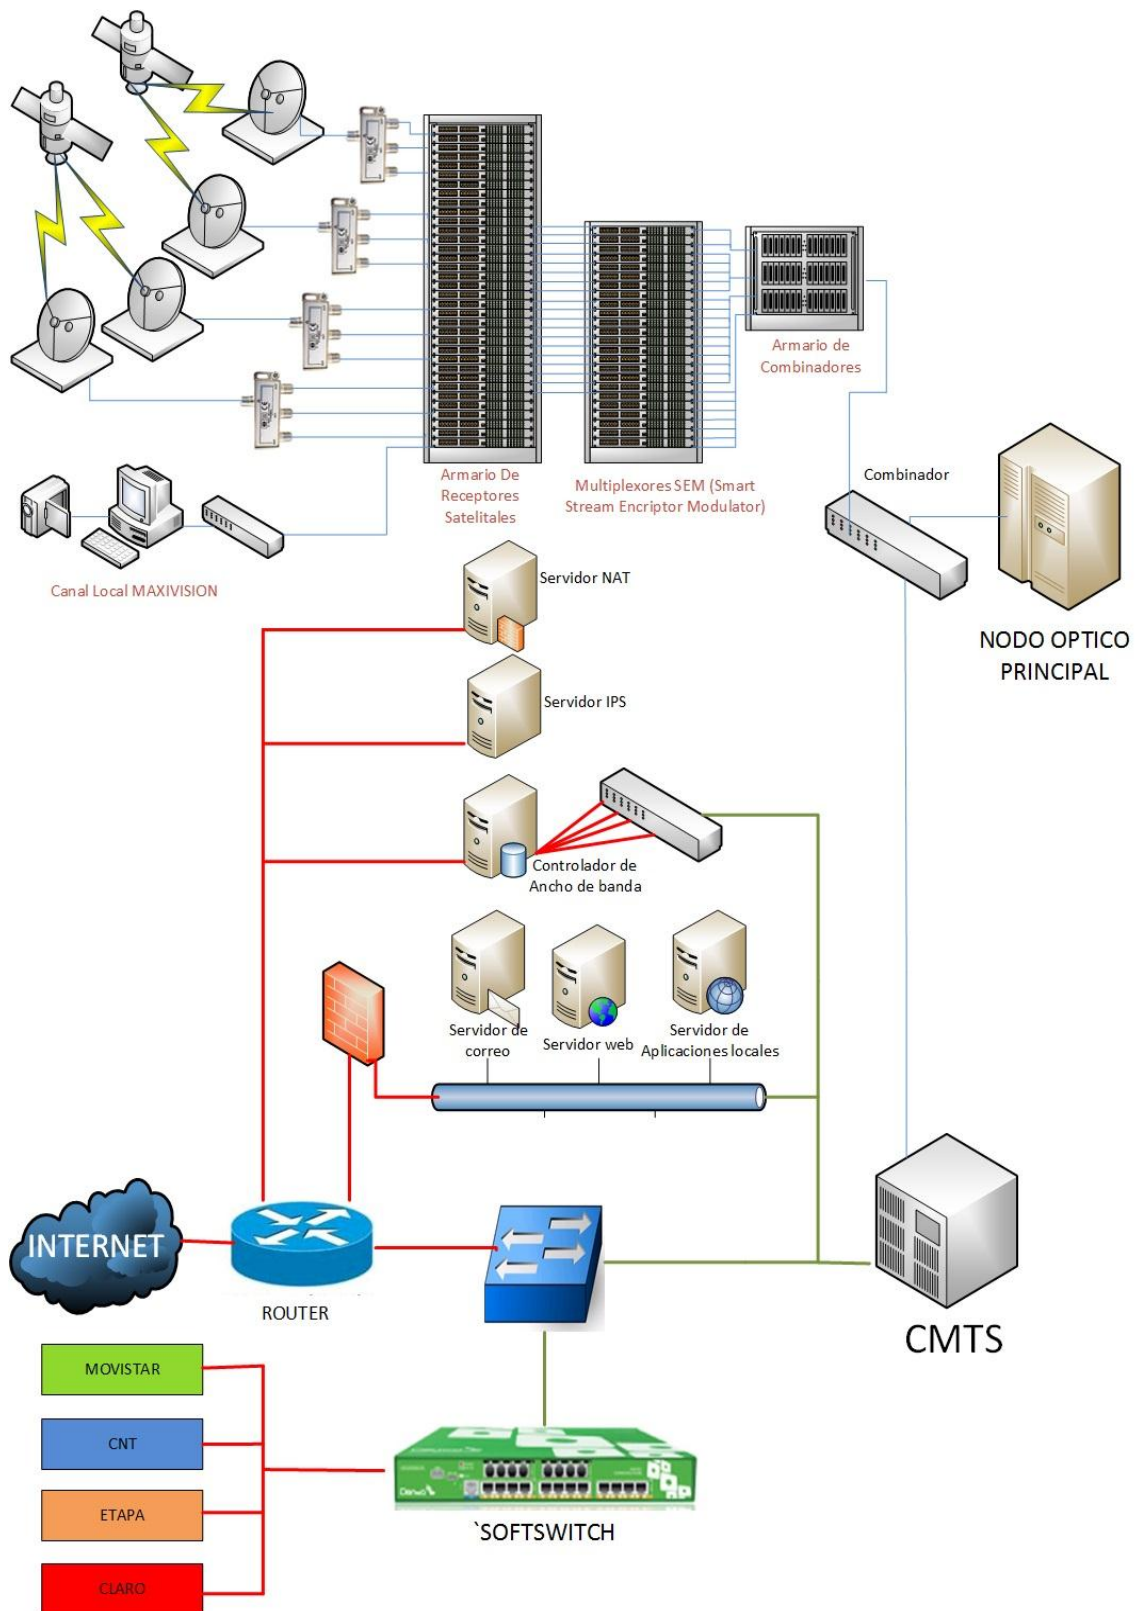 Armario de
Combinadores
Armario De
Receptores
Satelitales
Multiplexores SEM (Smart
Stream Encriptor Modulator)
Combinador
Canal Local MAXIVISION
NODO OPTICO
PRINCIPAL
Servidor NAT
Servidor IPS
Controlador de
Ancho de banda
Servidor de
correo
Servidor web
Servidor de
Aplicaciones locales
INTERNET
ROUTER
CMTS
MOVISTAR
CNT
ETAPA
CLARO
`SOFTSWITCH